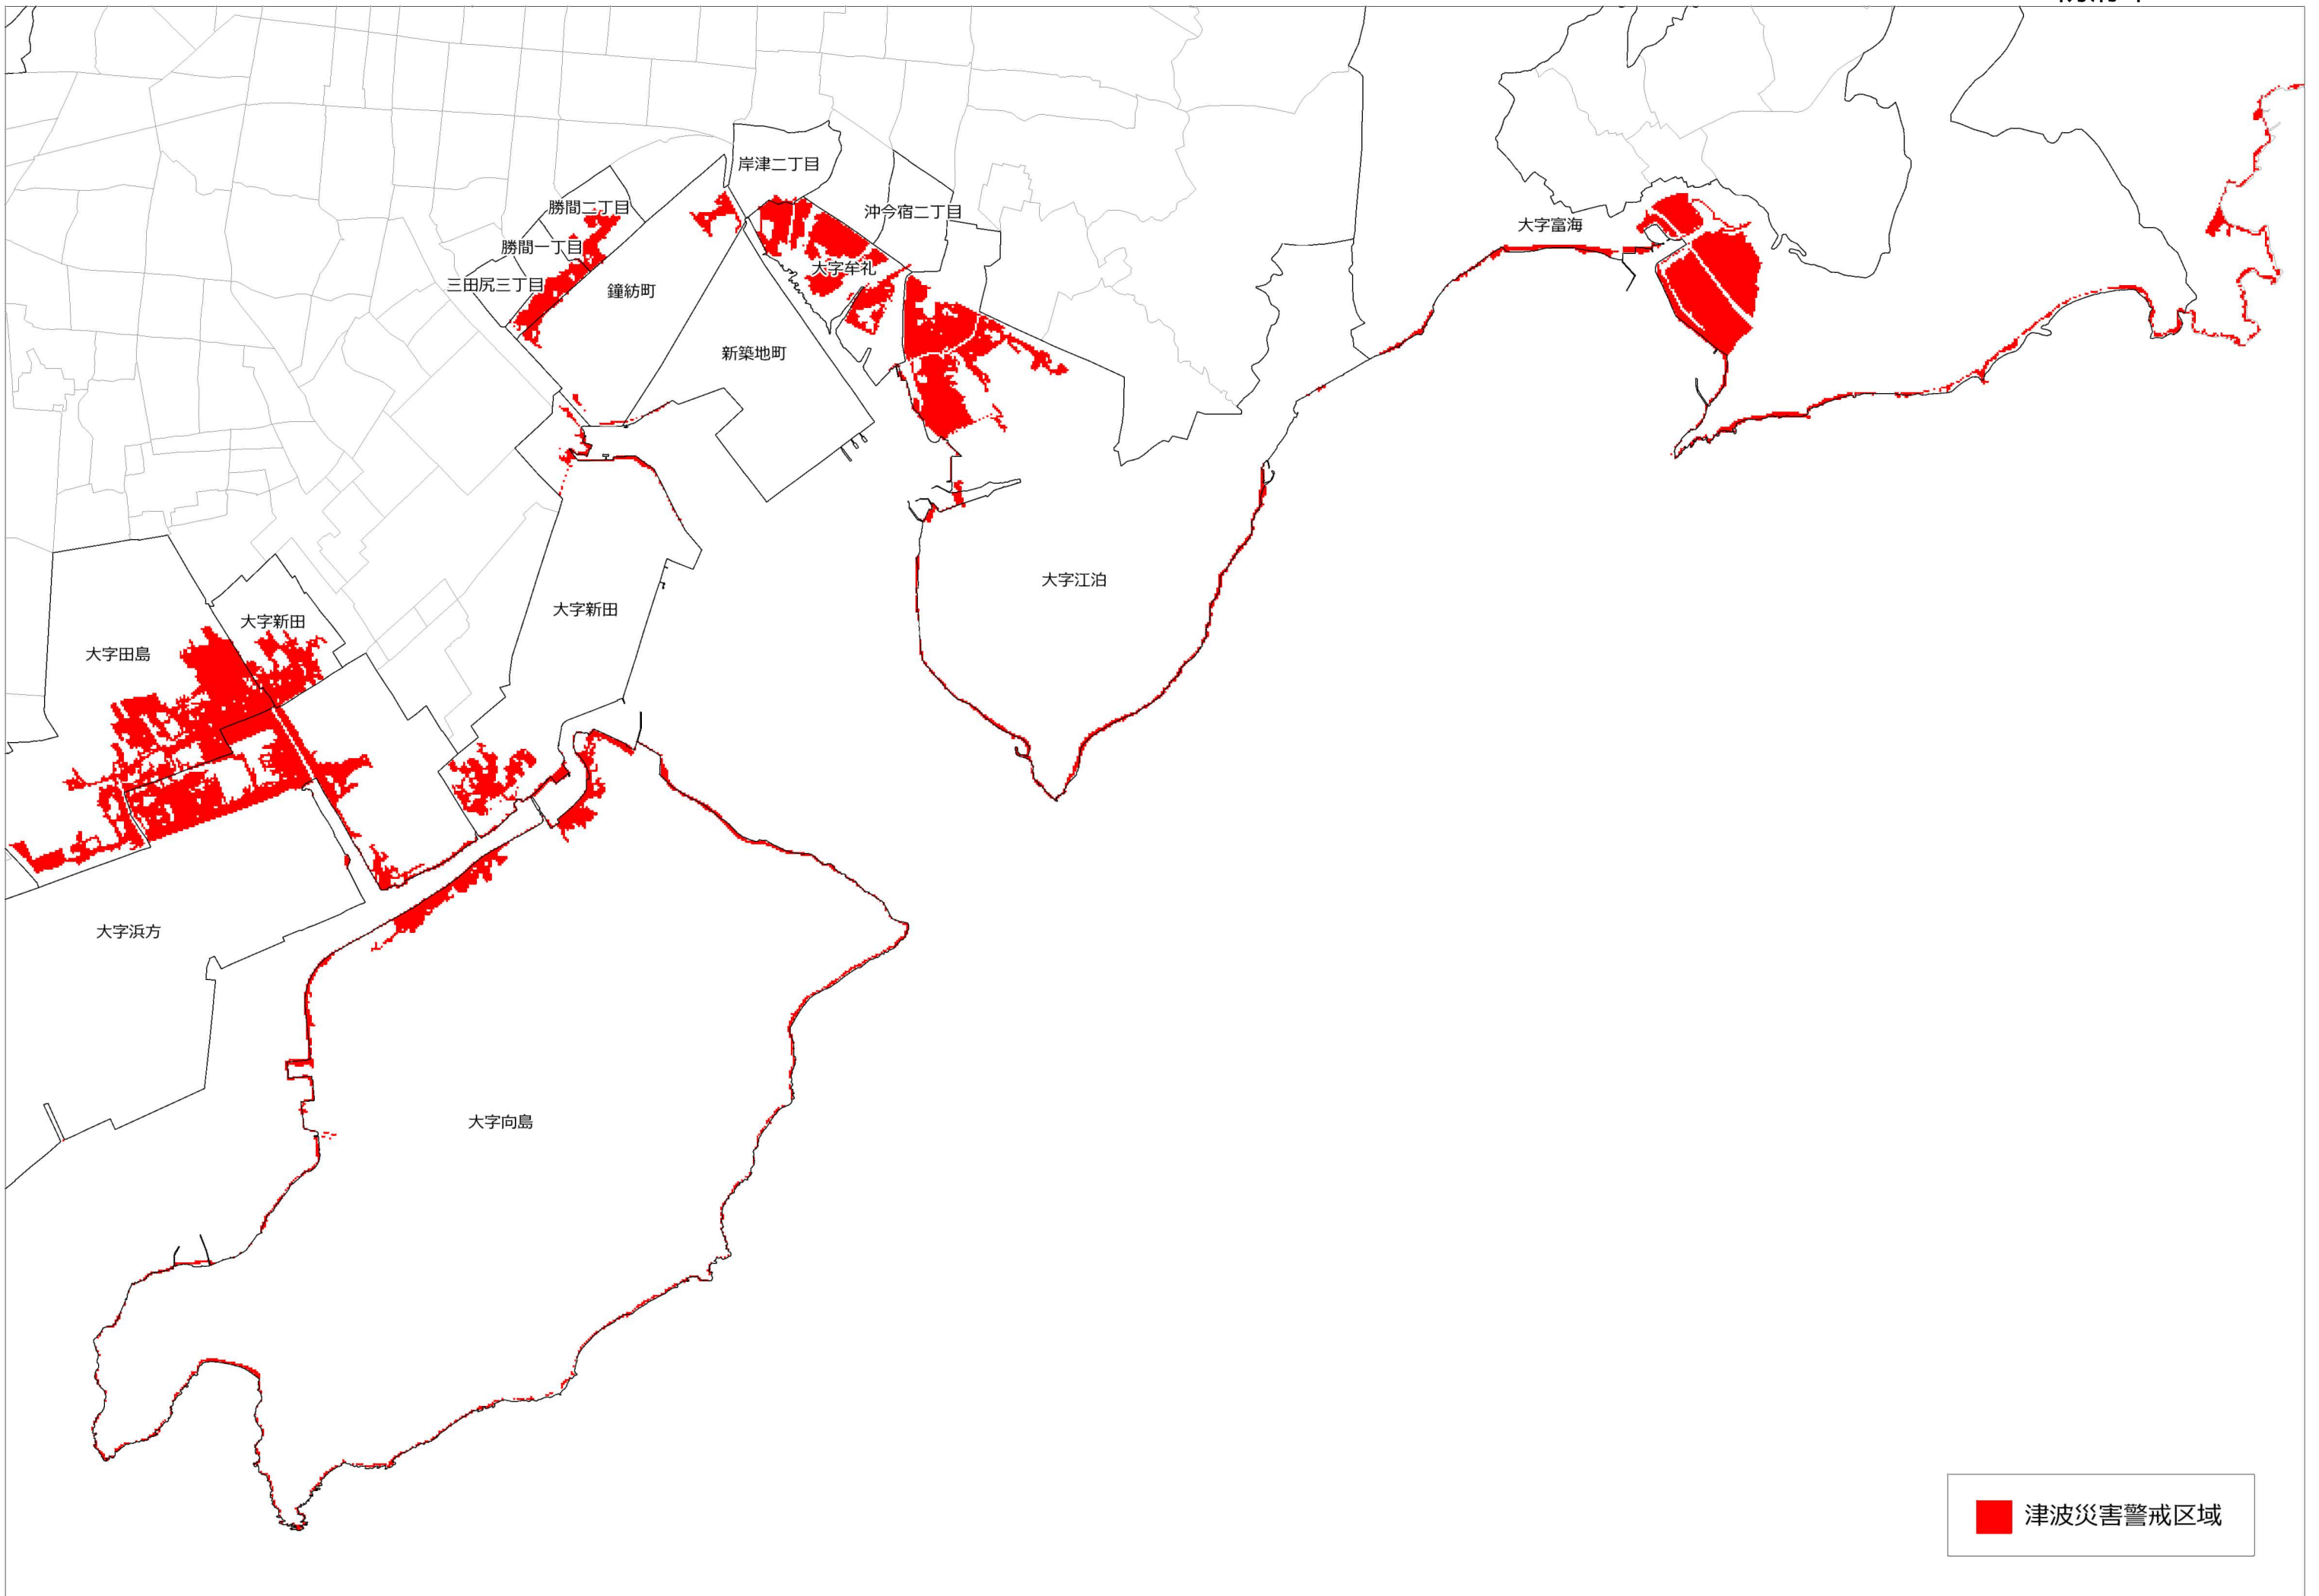 岸津二丁目
勝間二丁目
沖今宿二丁目
大字富海
勝間一丁目
大字牟礼
三田尻三丁目
鐘紡町
新築地町
大字江泊
大字新田
大字新田
大字田島
大字浜方
大字向島
津波災害警戒区域